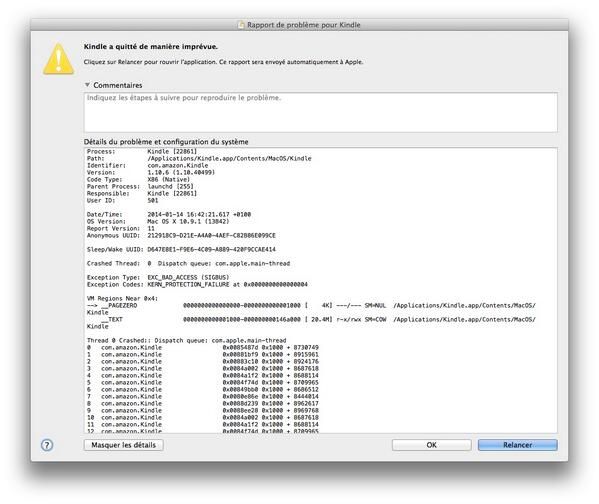 Rapport de problème pour Kindle
Kindle a quitté de manière imprévue.
Cliquez sur Relancer pour rouvrir l'application. Ce rapport sera envoyé automatiquement à Apple.
Commentaires
Indiquez les étapes à suivre pour reproduire le problème.
Détails du problème et configuration du système
Process: Kindle [22861]
Path: /Applications/Kindle.app/Contents/MacOS/Kindle
Identifier: com.amazon.Kindle
Version: 1.10.6 (1.10.40499)
Code Type: X86 (Native)
Parent Process: launchd [255]
Responsible: Kindle [22861]
User ID: 501
Date/Time: 2014-01-14 16:42:21.617 +0100
OS Version: Mac OS X 10.9.1 (13B42)
Report Version: 11
Anonymous UUID: 212918C9-D21E-A4A0-4AEF-C82B86E099CE
Sleep/Wake UUID: D647E8E1-F9E6-4C09-A8B9-420F9CCAE414
Crashed Thread: 0 Dispatch queue: com.apple.main-thread
Exception Type: EXC_BAD_ACCESS (SIGBUS)
Exception Codes: KERN_PROTECTION_FAILURE at 0x0000000000000004
VM Regions Near 0x4:
--> __PAGEZERO 0000000000000000-0000000000001000 [ 4K] ---/--- SM=NUL /Applications/Kindle.app/Contents/MacOS/
Kindle
__TEXT 0000000000001000-000000000146a000 [ 20.4M] r-x/rwx SM=COW /Applications/Kindle.app/Contents/MacOS/
Kindle
Thread 0 Crashed:: Dispatch queue: com.apple.main-thread
0 com.amazon.Kindle 0x0085487d 0x1000 + 8730749
1 com.amazon.Kindle 0x00881bf9 0x1000 + 8915961
2 com.amazon.Kindle 0x00883c10 0x1000 + 8924176
3 com.amazon.Kindle 0x0084a002 0x1000 + 8687618
4 com.amazon.Kindle 0x0084a1f2 0x1000 + 8688114
5 com.amazon.Kindle 0x0084f74d 0x1000 + 8709965
6 com.amazon.Kindle 0x00849bb0 0x1000 + 8686512
7 com.amazon.Kindle 0x0080e86e 0x1000 + 8444014
8 com.amazon.Kindle 0x0088d239 0x1000 + 8962617
9 com.amazon.Kindle 0x0088ee28 0x1000 + 8969768
10 com.amazon.Kindle 0x0084a002 0x1000 + 8687618
11 com.amazon.Kindle 0x0084a1f2 0x1000 + 8688114
12 com.amazon.Kindle 0x0084f74d 0x1000 + 8709965
? Masquer les détails OK Relancer